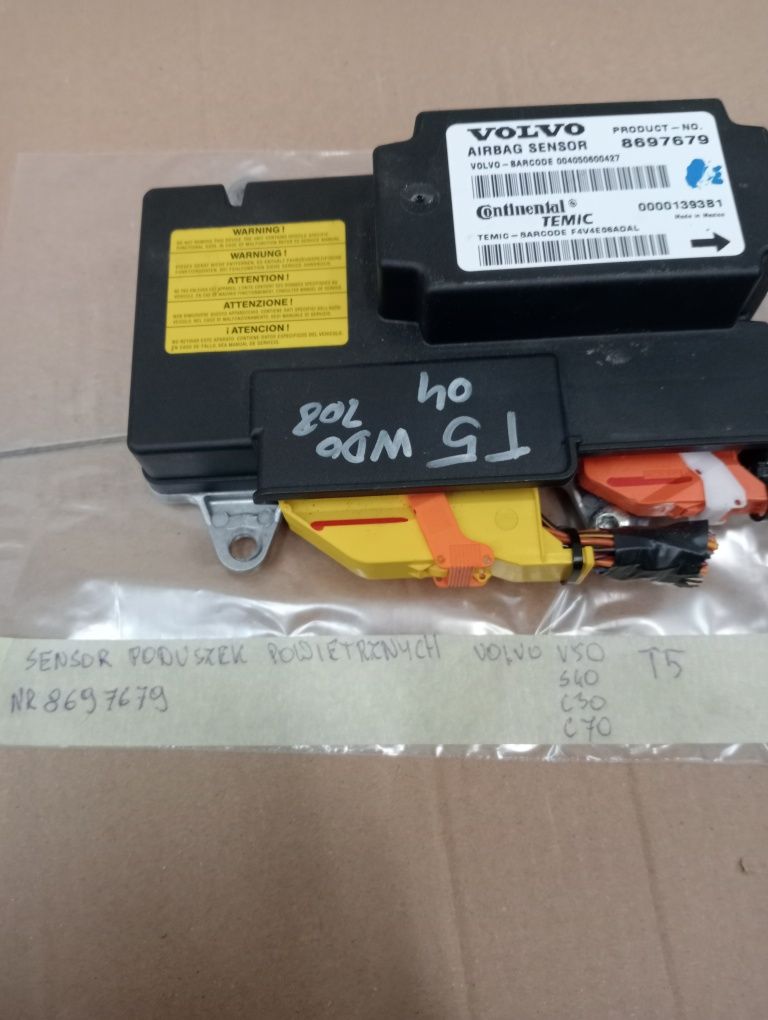 VOLVO PRODUCT-NO.
AIRBAG SENSOR 8697679
VOLVO-BARCODE 004050600427
Continental® 0000139381
TEMIC Made in Mexico
TEMIC-BARCODE F4V4E06ADAL
WARNING!
WARNUNG!
ATTENTION!
ATTENZIONE!
¡ATENCION!
T5 WDO 708
04
SENSOR PODUSZEK POWIETRZNYCH VOLVO V50 T5
S40
NR 8697679 C30
C70